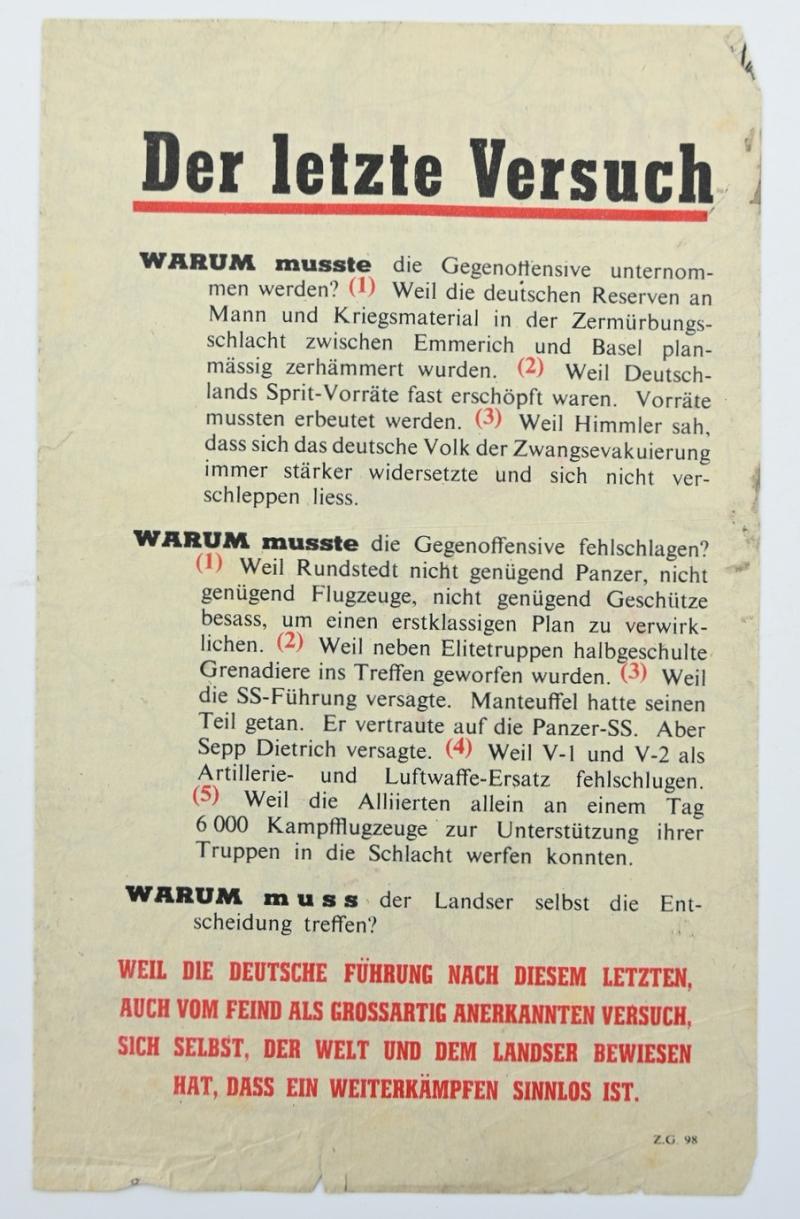 Der letzte Versuch
WARUM musste die Gegenoffensive unternom-
men werden? (1) Weil die deutschen Reserven an
Mann und Kriegsmaterial in der Zermürbungs-
schlacht zwischen Emmerich und Basel plan-
mässig zerhämmert wurden. (2) Weil Deutsch-
lands Sprit-Vorräte fast erschöpft waren. Vorräte
mussten erbeutet werden. (3) Weil Himmler sah,
dass sich das deutsche Volk der Zwangsevakuierung
immer stärker widersetzte und sich nicht ver-
schleppen liess.
WARUM musste die Gegenoffensive fehlschlagen?
(1) Weil Rundstedt nicht genügend Panzer, nicht
genügend Flugzeuge, nicht genügend Geschütze
besass, um einen erstklassigen Plan zu verwirk-
lichen. (2) Weil neben Elitetruppen halbgeschulte
Grenadiere ins Treffen geworfen wurden. (3) Weil
die SS-Führung versagte. Manteuffel hatte seinen
Teil getan. Er vertraute auf die Panzer-SS. Aber
Sepp Dietrich versagte. (4) Weil V-1 und V-2 als
Artillerie- und Luftwaffe-Ersatz fehlschlugen.
(5) Weil die Alliierten allein an einem Tag
6 000 Kampfflugzeuge zur Unterstützung ihrer
Truppen in die Schlacht werfen konnten.
WARUM muss der Landser selbst die Ent-
scheidung treffen?
WEIL DIE DEUTSCHE FÜHRUNG NACH DIESEM LETZTEN,
AUCH VOM FEIND ALS GROSSARTIG ANERKANNTEN VERSUCH,
SICH SELBST, DER WELT UND DEM LANDSER BEWIESEN
HAT, DASS EIN WEITERKÄMPFEN SINNLOS IST.
Z.G. 98